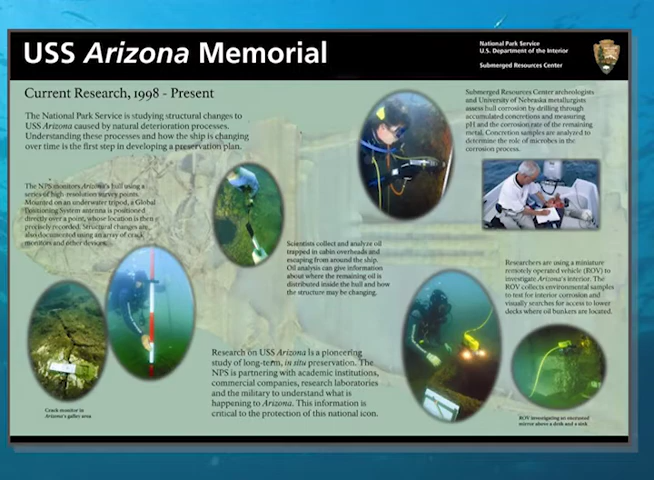 USS Arizona Memorial
National Park Service
U.S. Department of the Interior
Submerged Resources Center
Current Research, 1998 - Present
The National Park Service is studying structural changes to
USS Arizona caused by natural deterioration processes.
Understanding these processes and how the ship is changing
over time is the first step in developing a preservation plan.
Submerged Resources Center archeologists
and University of Nebraska metallurgists
assess hull corrosion by drilling through
accumulated concretions and measuring
pH and the corrosion rate of the remaining
metal. Concretion samples are analyzed to
determine the role of microbes in the
corrosion process.
The NPS monitors Arizona's hull using a
series of high resolution survey points.
Mounted on an underwater tripod, a Global
Positioning System antenna is positioned
directly over a point, whose location is then
precisely recorded. Structural changes are
also documented using an array of crack
monitors and other devices.
Scientists collect and analyze oil
trapped in cabin overheads and
escaping from around the ship.
Oil analysis can give information
about where the remaining oil is
distributed inside the hull and how
the structure may be changing.
Researchers are using a miniature
remotely operated vehicle (ROV) to
investigate Arizona's interior. The
ROV collects environmental samples
to test for interior corrosion and
visually searches for access to lower
decks where oil bunkers are located.
Research on USS Arizona is a pioneering
study of long-term, in situ preservation. The
NPS is partnering with academic institutions,
commercial companies, research laboratories
and the military to understand what is
happening to Arizona. This information is
critical to the protection of this national icon.
Crack monitor in
Arizona's galley area
ROV investigating an
mirror above a desk and a sink